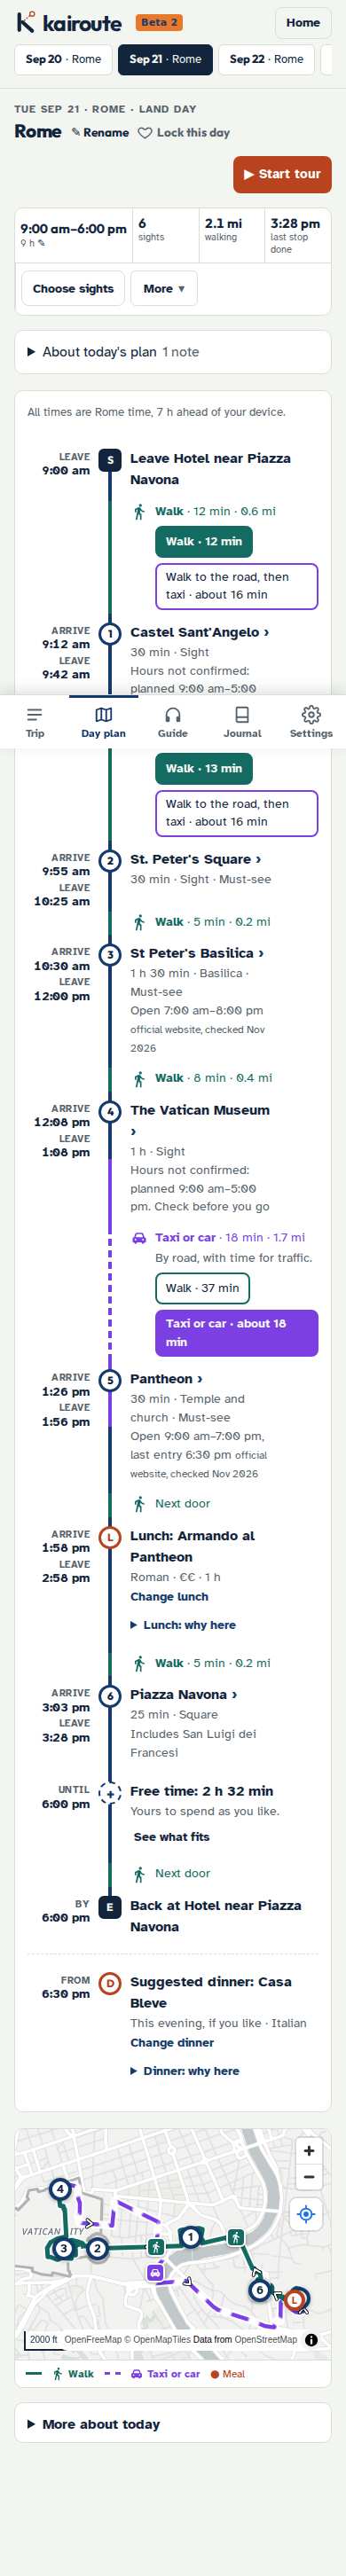 kairoute Beta 2 Home
Sep 20 · Rome Sep 21 · Rome Sep 22 · Rome
TUE SEP 21 · ROME · LAND DAY
Rome ✎ Rename Lock this day
▶ Start tour
9:00 am–6:00 pm
9 h ✎
6
sights
2.1 mi
walking
3:28 pm
last stop
done
Choose sights More ▾
▶ About today's plan 1 note
All times are Rome time, 7 h ahead of your device.
LEAVE
9:00 am
S
Leave Hotel near Piazza
Navona
Walk · 12 min · 0.6 mi
Walk · 12 min
Walk to the road, then
taxi · about 16 min
ARRIVE
9:12 am
LEAVE
9:42 am
1
Castel Sant'Angelo ›
30 min · Sight
Hours not confirmed:
planned 9:00 am–5:00
Trip Day plan Guide Journal Settings
Walk · 13 min
Walk to the road, then
taxi · about 16 min
ARRIVE
9:55 am
LEAVE
10:25 am
2
St. Peter's Square ›
30 min · Sight · Must-see
Walk · 5 min · 0.2 mi
ARRIVE
10:30 am
LEAVE
12:00 pm
3
St Peter's Basilica ›
1 h 30 min · Basilica ·
Must-see
Open 7:00 am–8:00 pm
official website, checked Nov
2026
Walk · 8 min · 0.4 mi
ARRIVE
12:08 pm
LEAVE
1:08 pm
4
The Vatican Museum
›
1 h · Sight
Hours not confirmed:
planned 9:00 am–5:00
pm. Check before you go
Taxi or car · 18 min · 1.7 mi
By road, with time for traffic.
Walk · 37 min
Taxi or car · about 18
min
ARRIVE
1:26 pm
LEAVE
1:56 pm
5
Pantheon ›
30 min · Temple and
church · Must-see
Open 9:00 am–7:00 pm,
last entry 6:30 pm official
website, checked Nov 2026
Next door
ARRIVE
1:58 pm
LEAVE
2:58 pm
L
Lunch: Armando al
Pantheon
Roman · €€ · 1 h
Change lunch
▶ Lunch: why here
Walk · 5 min · 0.2 mi
ARRIVE
3:03 pm
LEAVE
3:28 pm
6
Piazza Navona ›
25 min · Square
Includes San Luigi dei
Francesi
UNTIL
6:00 pm
+
Free time: 2 h 32 min
Yours to spend as you like.
See what fits
Next door
BY
6:00 pm
E
Back at Hotel near Piazza
Navona
FROM
6:30 pm
D
Suggested dinner: Casa
Bleve
This evening, if you like · Italian
Change dinner
▶ Dinner: why here
+
−
4
VATICAN CITY
3 2 1 6 L
2000 ft OpenFreeMap © OpenMapTiles Data from OpenStreetMap
Walk Taxi or car Meal
▶ More about today